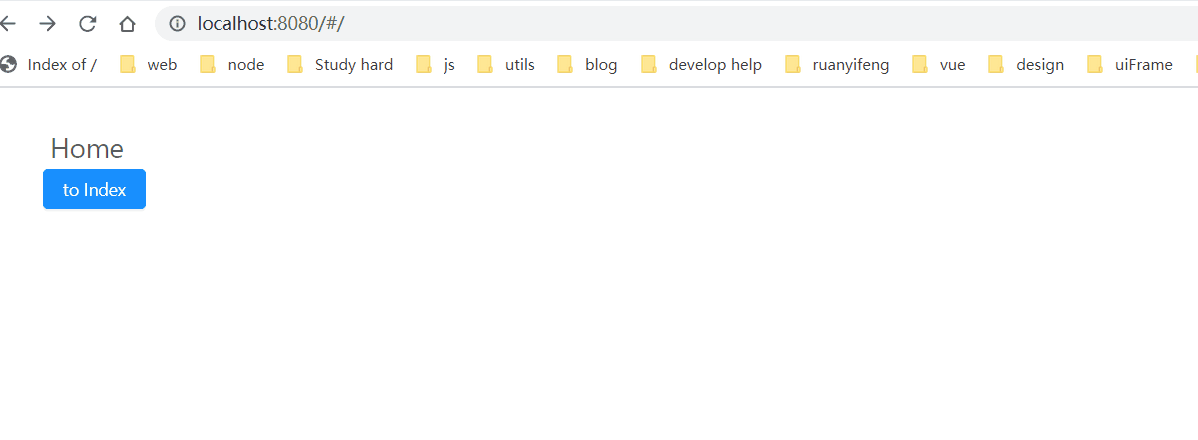 localhost:8080/#/
Index of / web node Study hard js utils blog develop help ruanyifeng vue design uiFrame
Home
to Index